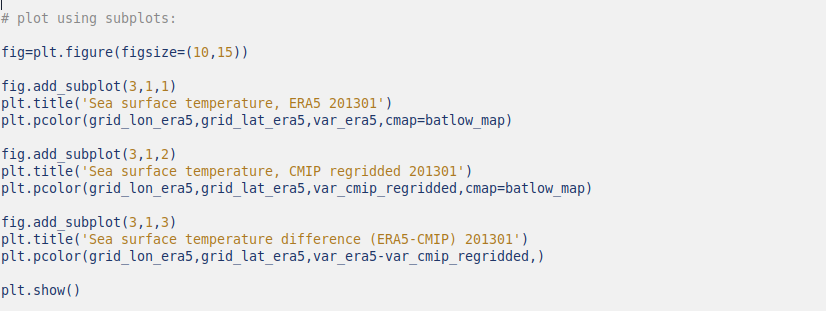 # plot using subplots:
fig=plt.figure(figsize=(10,15))
fig.add_subplot(3,1,1)
plt.title('Sea surface temperature, ERA5 201301')
plt.pcolor(grid_lon_era5,grid_lat_era5,var_era5,cmap=batlow_map)
fig.add_subplot(3,1,2)
plt.title('Sea surface temperature, CMIP regridded 201301')
plt.pcolor(grid_lon_era5,grid_lat_era5,var_cmip_regridded,cmap=batlow_map)
fig.add_subplot(3,1,3)
plt.title('Sea surface temperature difference (ERA5-CMIP) 201301')
plt.pcolor(grid_lon_era5,grid_lat_era5,var_era5-var_cmip_regridded,)
plt.show()